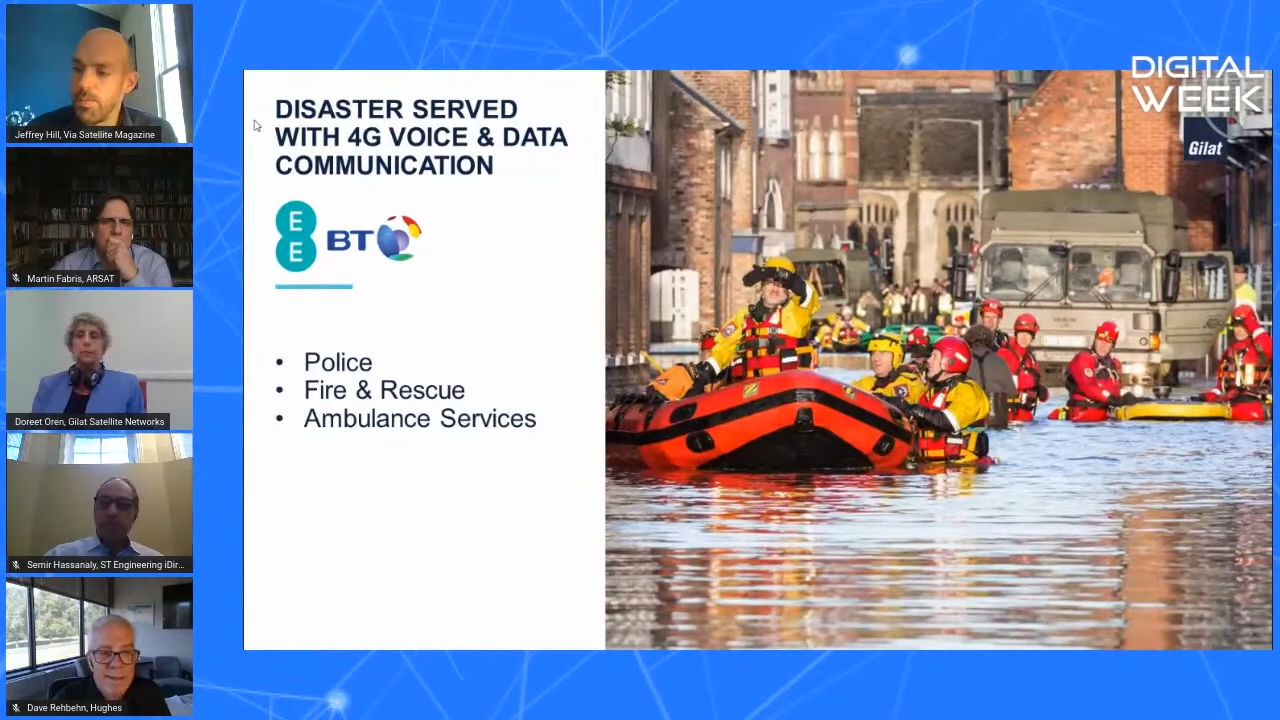 Jeffrey Hill, Via Satellite Magazine
Martin Fabris, ARSAT
Doreet Oren, Gilat Satellite Networks
Semir Hassanaly, ST Engineering iDir...
Dave Rehbehn, Hughes
DISASTER SERVED
WITH 4G VOICE & DATA
COMMUNICATION
EE
BT
• Police
• Fire & Rescue
• Ambulance Services
DIGITAL
WEEK
Gilat